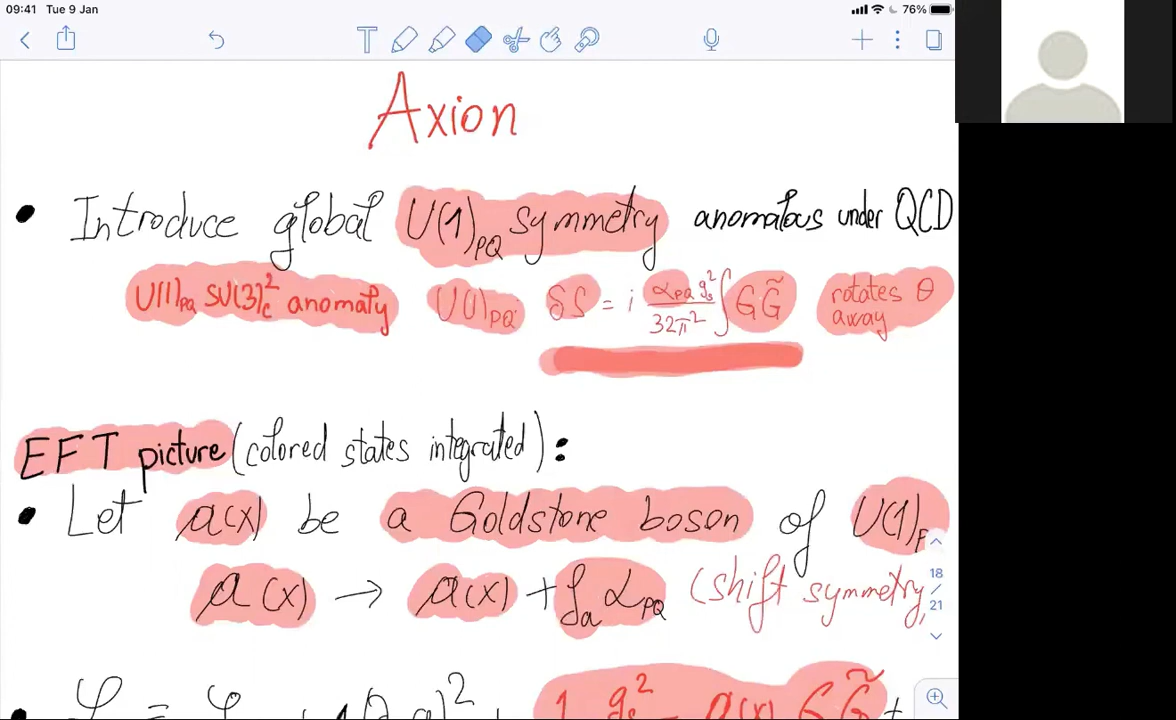 09:41 Tue 9 Jan 76%
Axion
• Introduce global U(1)PQ symmetry anomalous under QCD
U(1)PQ SU(3)c² anomaly U(1)PQ: δS = i αPQ gs²/32π² ∫ GG̃ rotates θ away
EFT picture (colored states integrated):
• Let a(x) be a Goldstone boson of U(1)P
a(x) → a(x) + fa αPQ (shift symmetry,
18 / 21